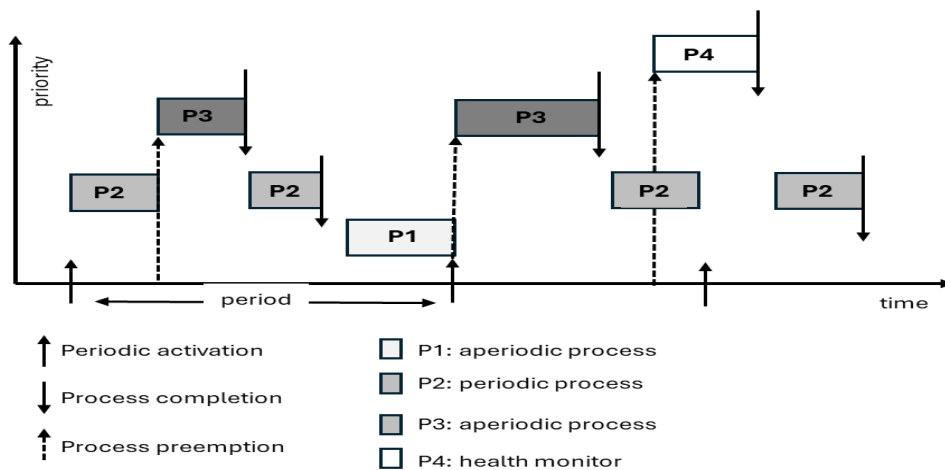 P4
priority
P3
P3
P2
P2
P2
P2
P1
period
time
Periodic activation
P1: aperiodic process
P2: periodic process
Process completion
P3: aperiodic process
Process preemption
P4: health monitor